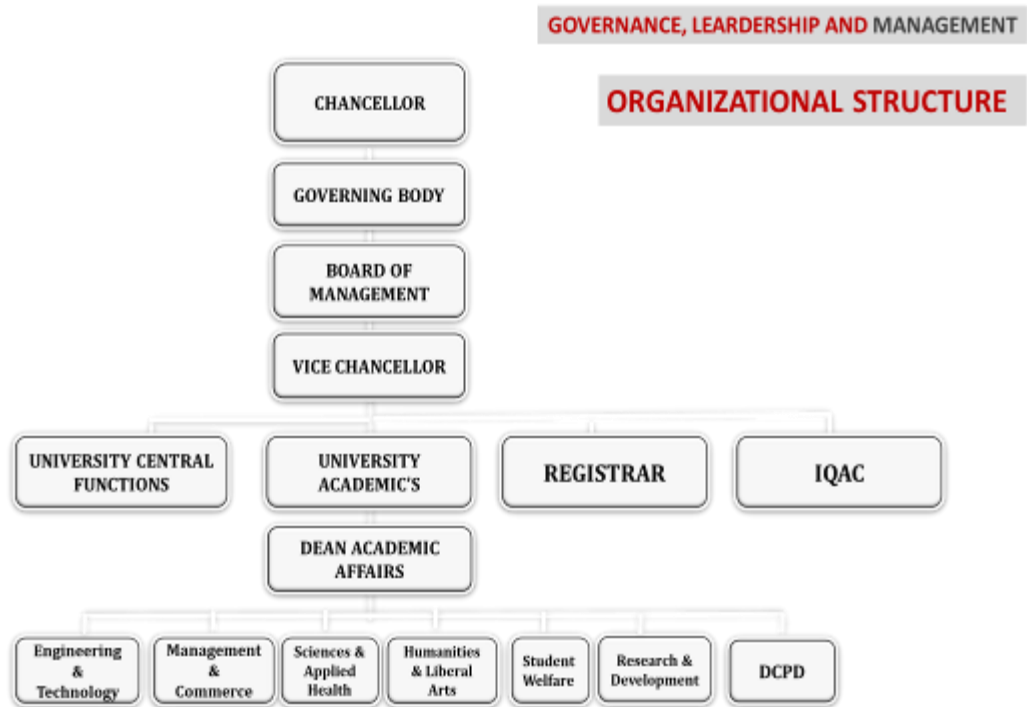 GOVERNANCE, LEARDERSHIP AND MANAGEMENT
ORGANIZATIONAL STRUCTURE
CHANCELLOR
GOVERNING BODY
BOARD OF
MANAGEMENT
VICE CHANCELLOR
UNIVERSITY CENTRAL
FUNCTIONS
UNIVERSITY
ACADEMIC'S
REGISTRAR
IQAC
DEAN ACADEMIC
AFFAIRS
Engineering
&
Technology
Management
&
Commerce
Sciences &
Applied
Health
Humanities
& Liberal
Arts
Student
Welfare
Research &
Development
DCPD